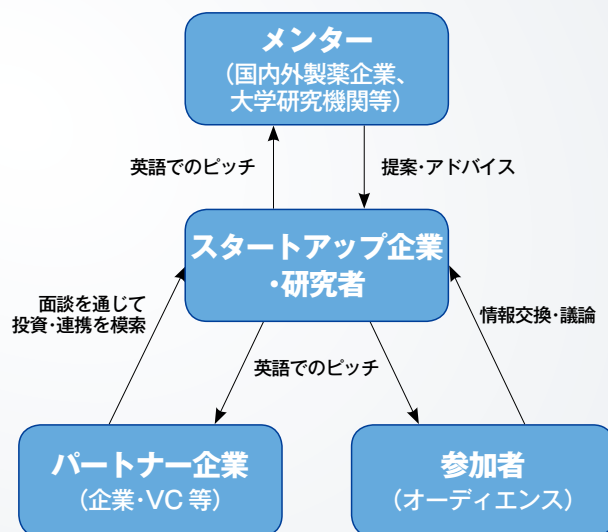 メンター
(国内外製薬企業、
大学研究機関等)
英語でのピッチ
提案・アドバイス
スタートアップ企業
・研究者
面談を通じて
投資・連携を模索
情報交換・議論
英語でのピッチ
パートナー企業
(企業・VC 等)
参加者
(オーディエンス)